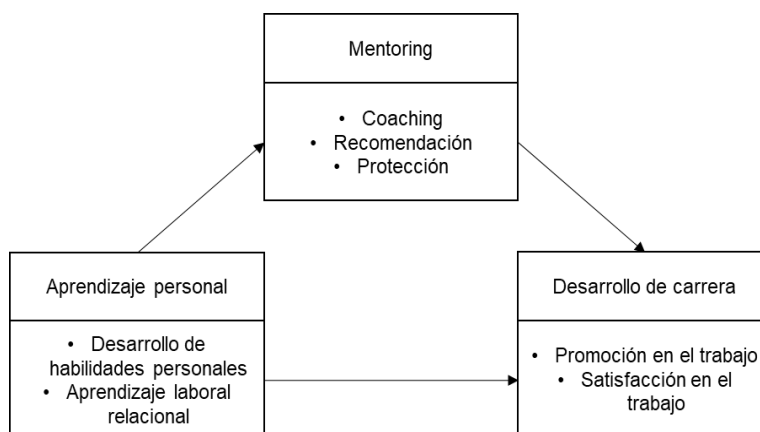 Mentoring
• Coaching
• Recomendación
• Protección
Aprendizaje personal
• Desarrollo de
habilidades personales
• Aprendizaje laboral
relacional
Desarrollo de carrera
• Promoción en el trabajo
• Satisfacción en el
trabajo